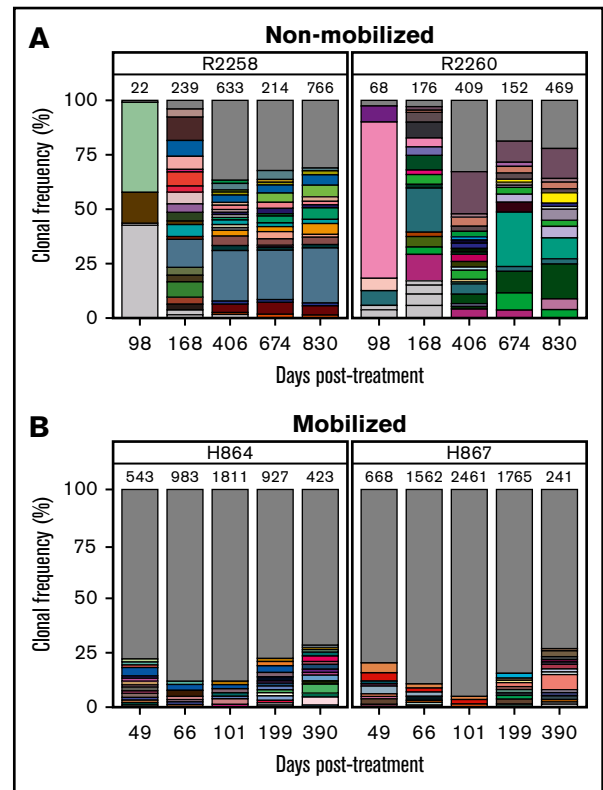 A Non-mobilized
R2258 R2260
22 239 633 214 766 68 176 409 152 469
100
75
50
25
0
Clonal frequency (%)
98 168 406 674 830 98 168 406 674 830
Days post-treatment
B Mobilized
H864 H867
543 983 1811 927 423 668 1562 2461 1765 241
100
75
50
25
0
Clonal frequency (%)
49 66 101 199 390 49 66 101 199 390
Days post-treatment